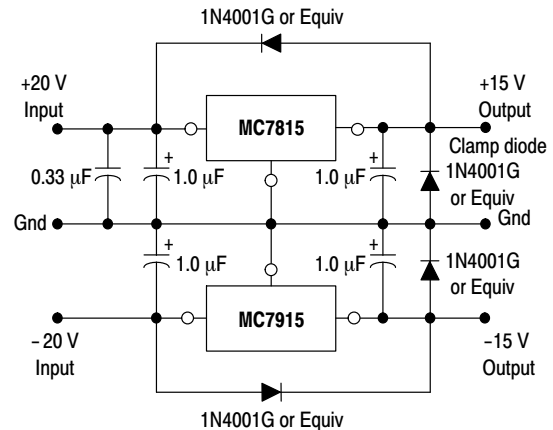 1N4001G or Equiv
+20 V
Input
+15 V
Output
MC7815
Clamp diode
0.33 µF
+
1.0 µF
1.0 µF
+
1N4001G
or Equiv
Gnd
Gnd
+
1.0 µF
1.0 µF
+
1N4001G
or Equiv
MC7915
−20 V
Input
−15 V
Output
1N4001G or Equiv